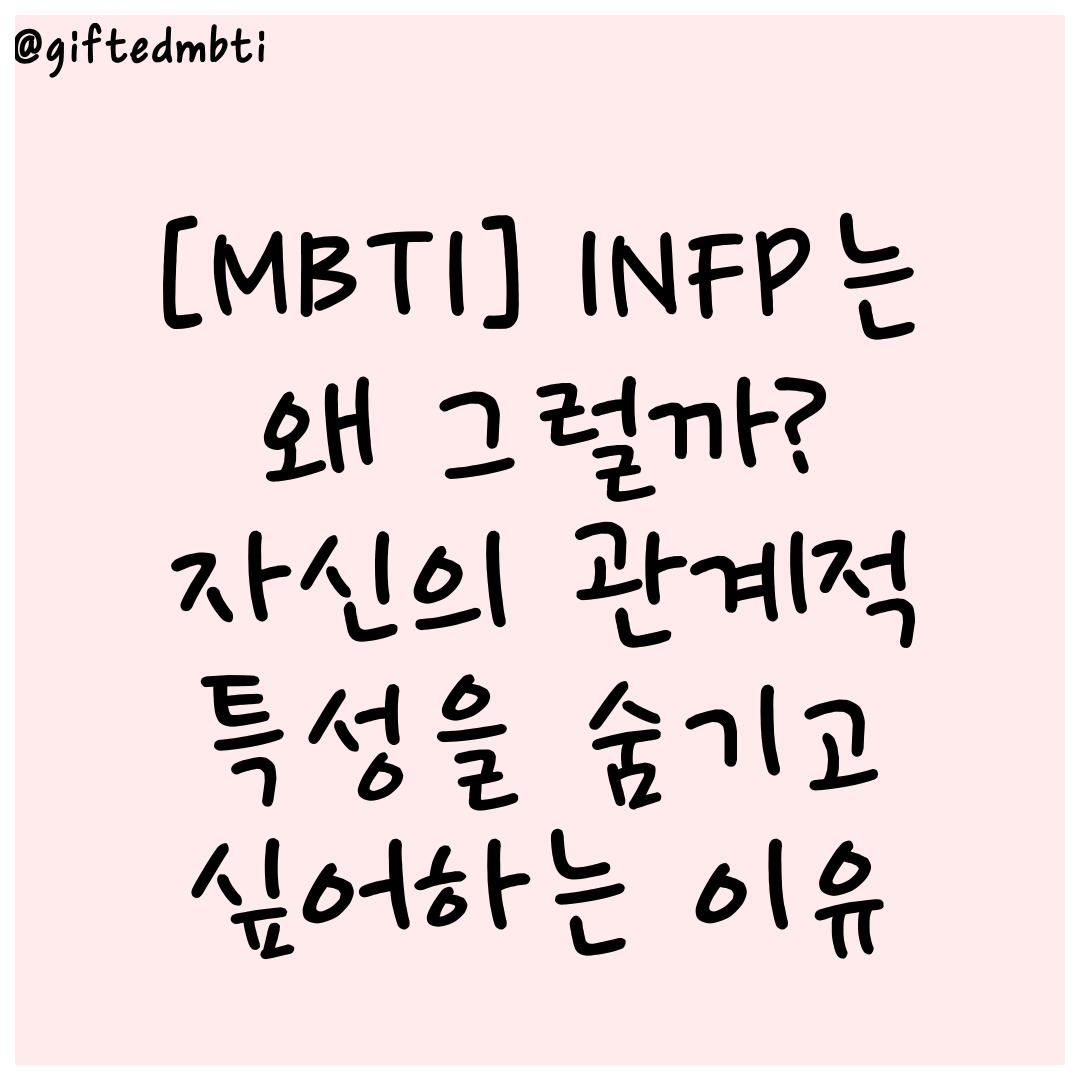 @giftedmbti
[MBTI] INFP는
왜 그럴까?
자신의 관계적
특성을 숨기고
싶어하는 이유